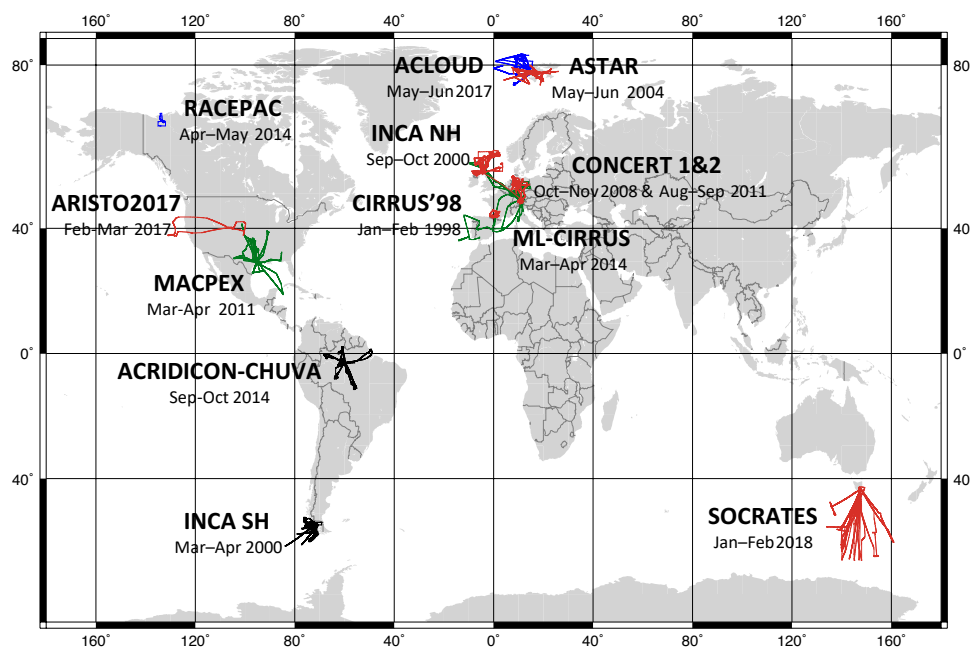 160 120 80 40 0° 40 80 120 160
80° 80°
ACLOUD
May–Jun 2017
ASTAR
May–Jun 2004
RACEPAC
Apr–May 2014
INCA NH
Sep–Oct 2000
CONCERT 1&2
Oct–Nov 2008 & Aug–Sep 2011
ARISTO2017
Feb-Mar 2017
CIRRUS’98
Jan–Feb 1998
40° 40°
ML-CIRRUS
Mar-Apr 2014
MACPEX
Mar-Apr 2011
0° 0°
ACRIDICON-CHUVA
Sep-Oct 2014
40° 40°
INCA SH
Mar–Apr 2000
SOCRATES
Jan–Feb 2018
160 120 80 40 0° 40 80 120 160